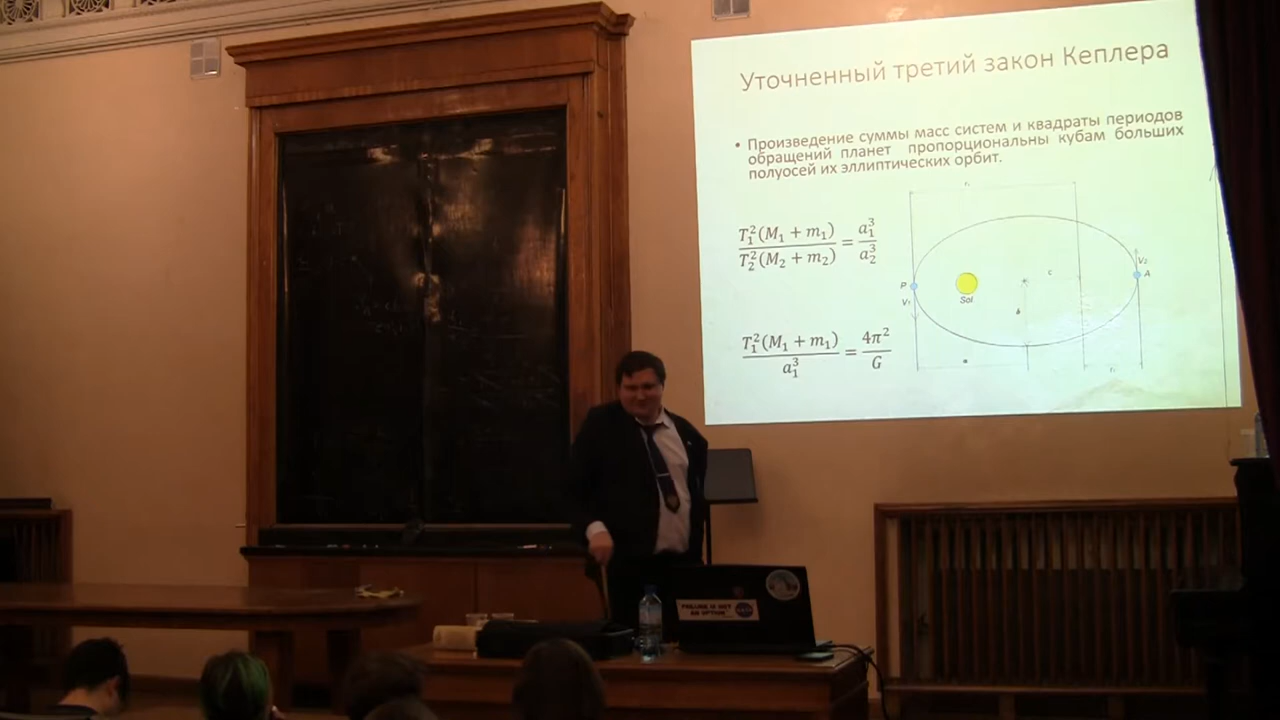 Уточненный третий закон Кеплера
• Произведение суммы масс систем и квадраты периодов
обращений планет пропорциональны кубам больших
полуосей их эллиптических орбит.
T₁²(M₁ + m₁) / T₂²(M₂ + m₂) = a₁³ / a₂³
T₁²(M₁ + m₁) / a₁³ = 4π² / G
P
V₁
Sol
c
V₂
A
FAILURE IS NOT
AN OPTION
NASA